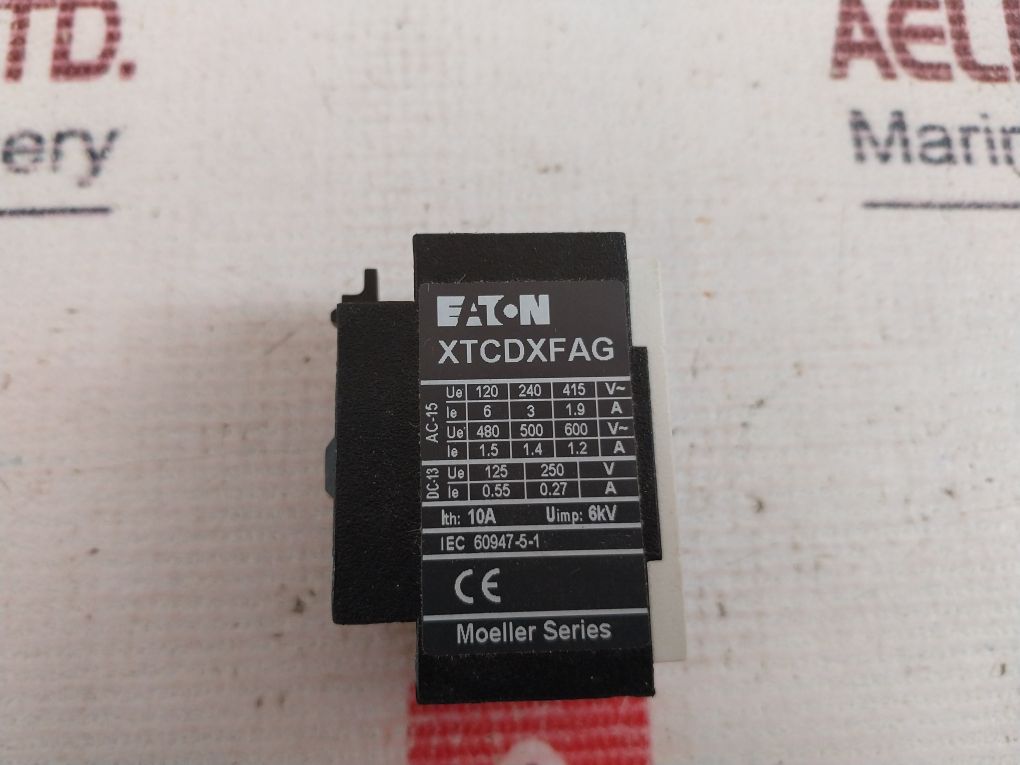 TD.
ery
AEL
Marin
EATON
XTCDXFAG
AC-15
Ue 120 240 415 V~
Ie 6 3 1.9 A
Ue 480 500 600 V~
Ie 1.5 1.4 1.2 A
DC-13
Ue 125 250 V
Ie 0.55 0.27 A
Ith: 10A Uimp: 6kV
IEC 60947-5-1
CE
Moeller Series